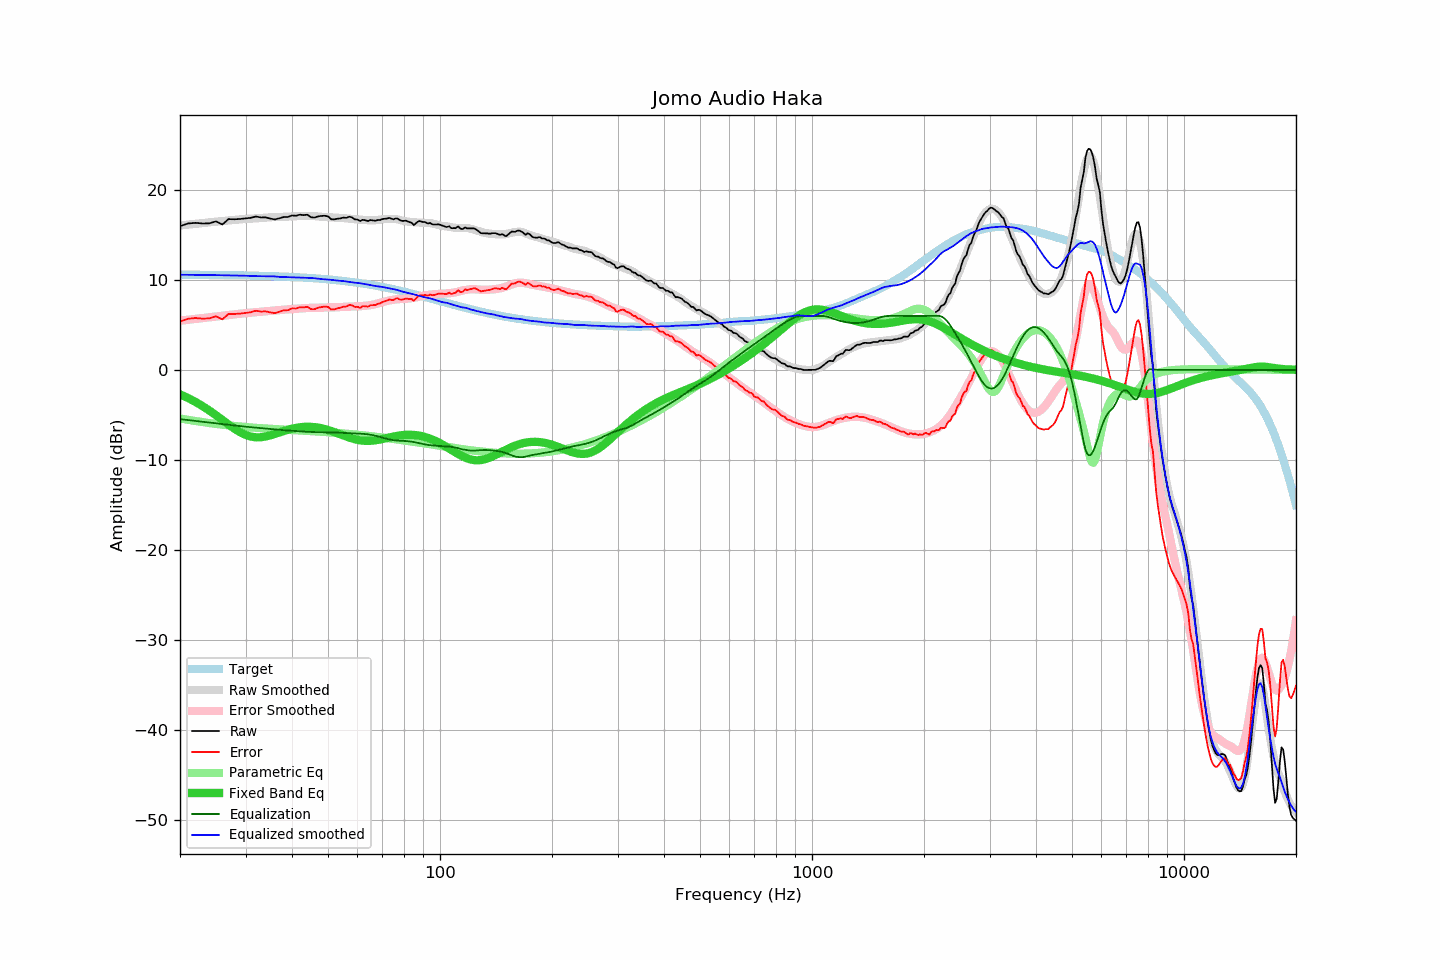 Jomo Audio Haka
Amplitude (dBr)
20
10
0
−10
−20
−30
−40
−50
Target
Raw Smoothed
Error Smoothed
Raw
Error
Parametric Eq
Fixed Band Eq
Equalization
Equalized smoothed
100
1000
10000
Frequency (Hz)